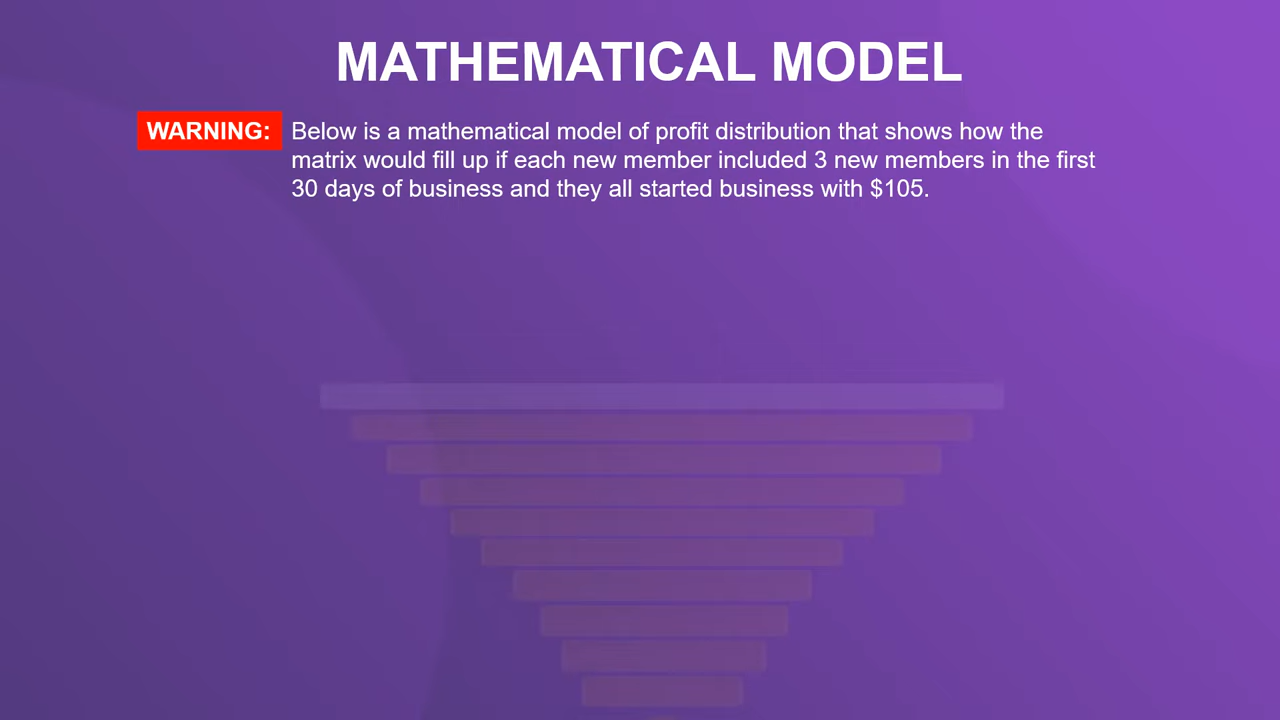 MATHEMATICAL MODEL
WARNING: Below is a mathematical model of profit distribution that shows how the
matrix would fill up if each new member included 3 new members in the first
30 days of business and they all started business with $105.